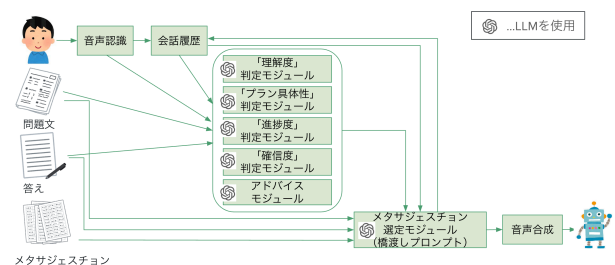 …LLMを使用
音声認識
会話履歴
「理解度」
判定モジュール
「プラン具体性」
判定モジュール
「進捗度」
判定モジュール
「確信度」
判定モジュール
アドバイス
モジュール
問題文
答え
メタサジェスチョン
メタサジェスチョン
選定モジュール
（橋渡しプロンプト）
音声合成